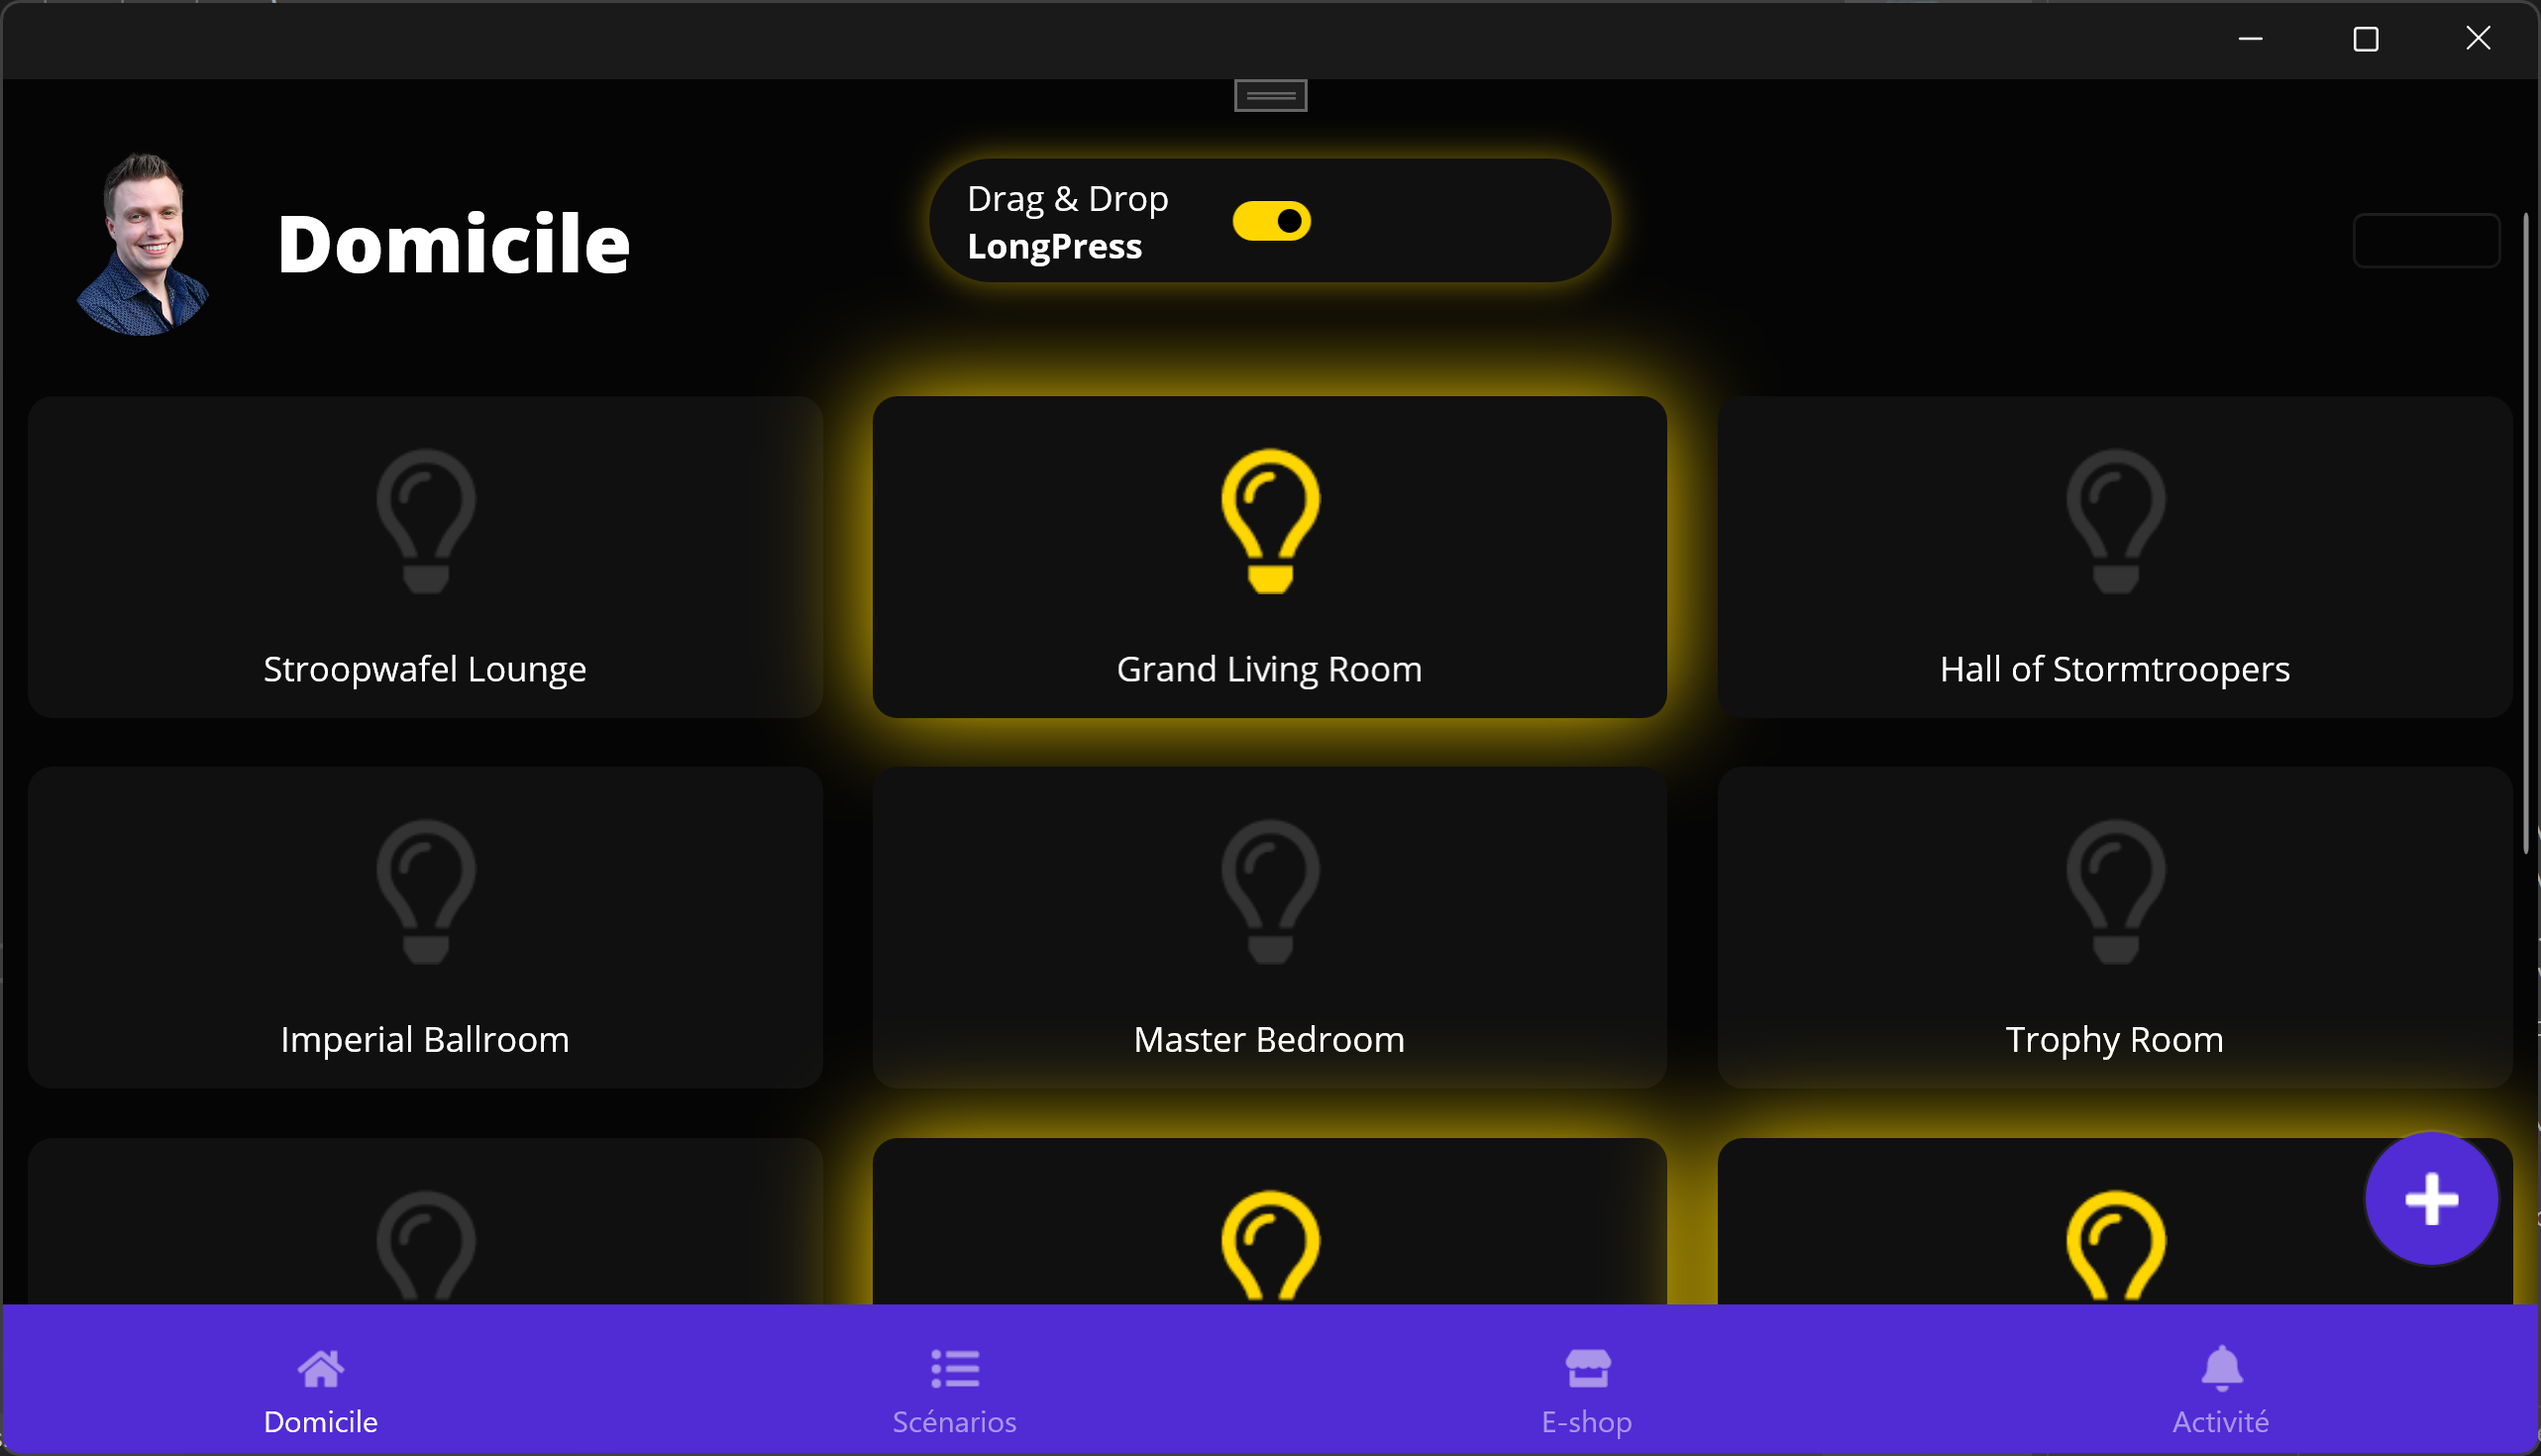 Domicile
Drag & Drop
LongPress
Stroopwafel Lounge
Grand Living Room
Hall of Stormtroopers
Imperial Ballroom
Master Bedroom
Trophy Room
Domicile
Scénarios
E-shop
Activité